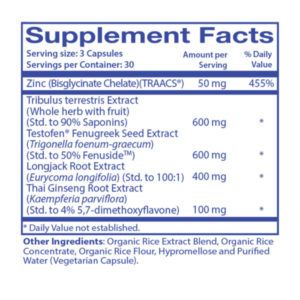 Supplement Facts
Serving size: 3 Capsules
Servings per Container: 30
Amount per Serving
% Daily Value
Zinc (Bisglycinate Chelate)(TRAACS®) 50 mg 455%
Tribulus terrestris Extract
(Whole herb with fruit)
(Std. to 90% Saponins) 600 mg *
Testofen® Fenugreek Seed Extract
(Trigonella foenum-graecum)
(Std. to 50% Fenuside™) 600 mg *
Longjack Root Extract
(Eurycoma longifolia) (Std. to 100:1) 400 mg *
Thai Ginseng Root Extract
(Kaempferia parviflora)
(Std. to 4% 5,7-dimethoxyflavone) 100 mg *
* Daily Value not established.
Other Ingredients: Organic Rice Extract Blend, Organic Rice
Concentrate, Organic Rice Flour, Hypromellose and Purified
Water (Vegetarian Capsule).